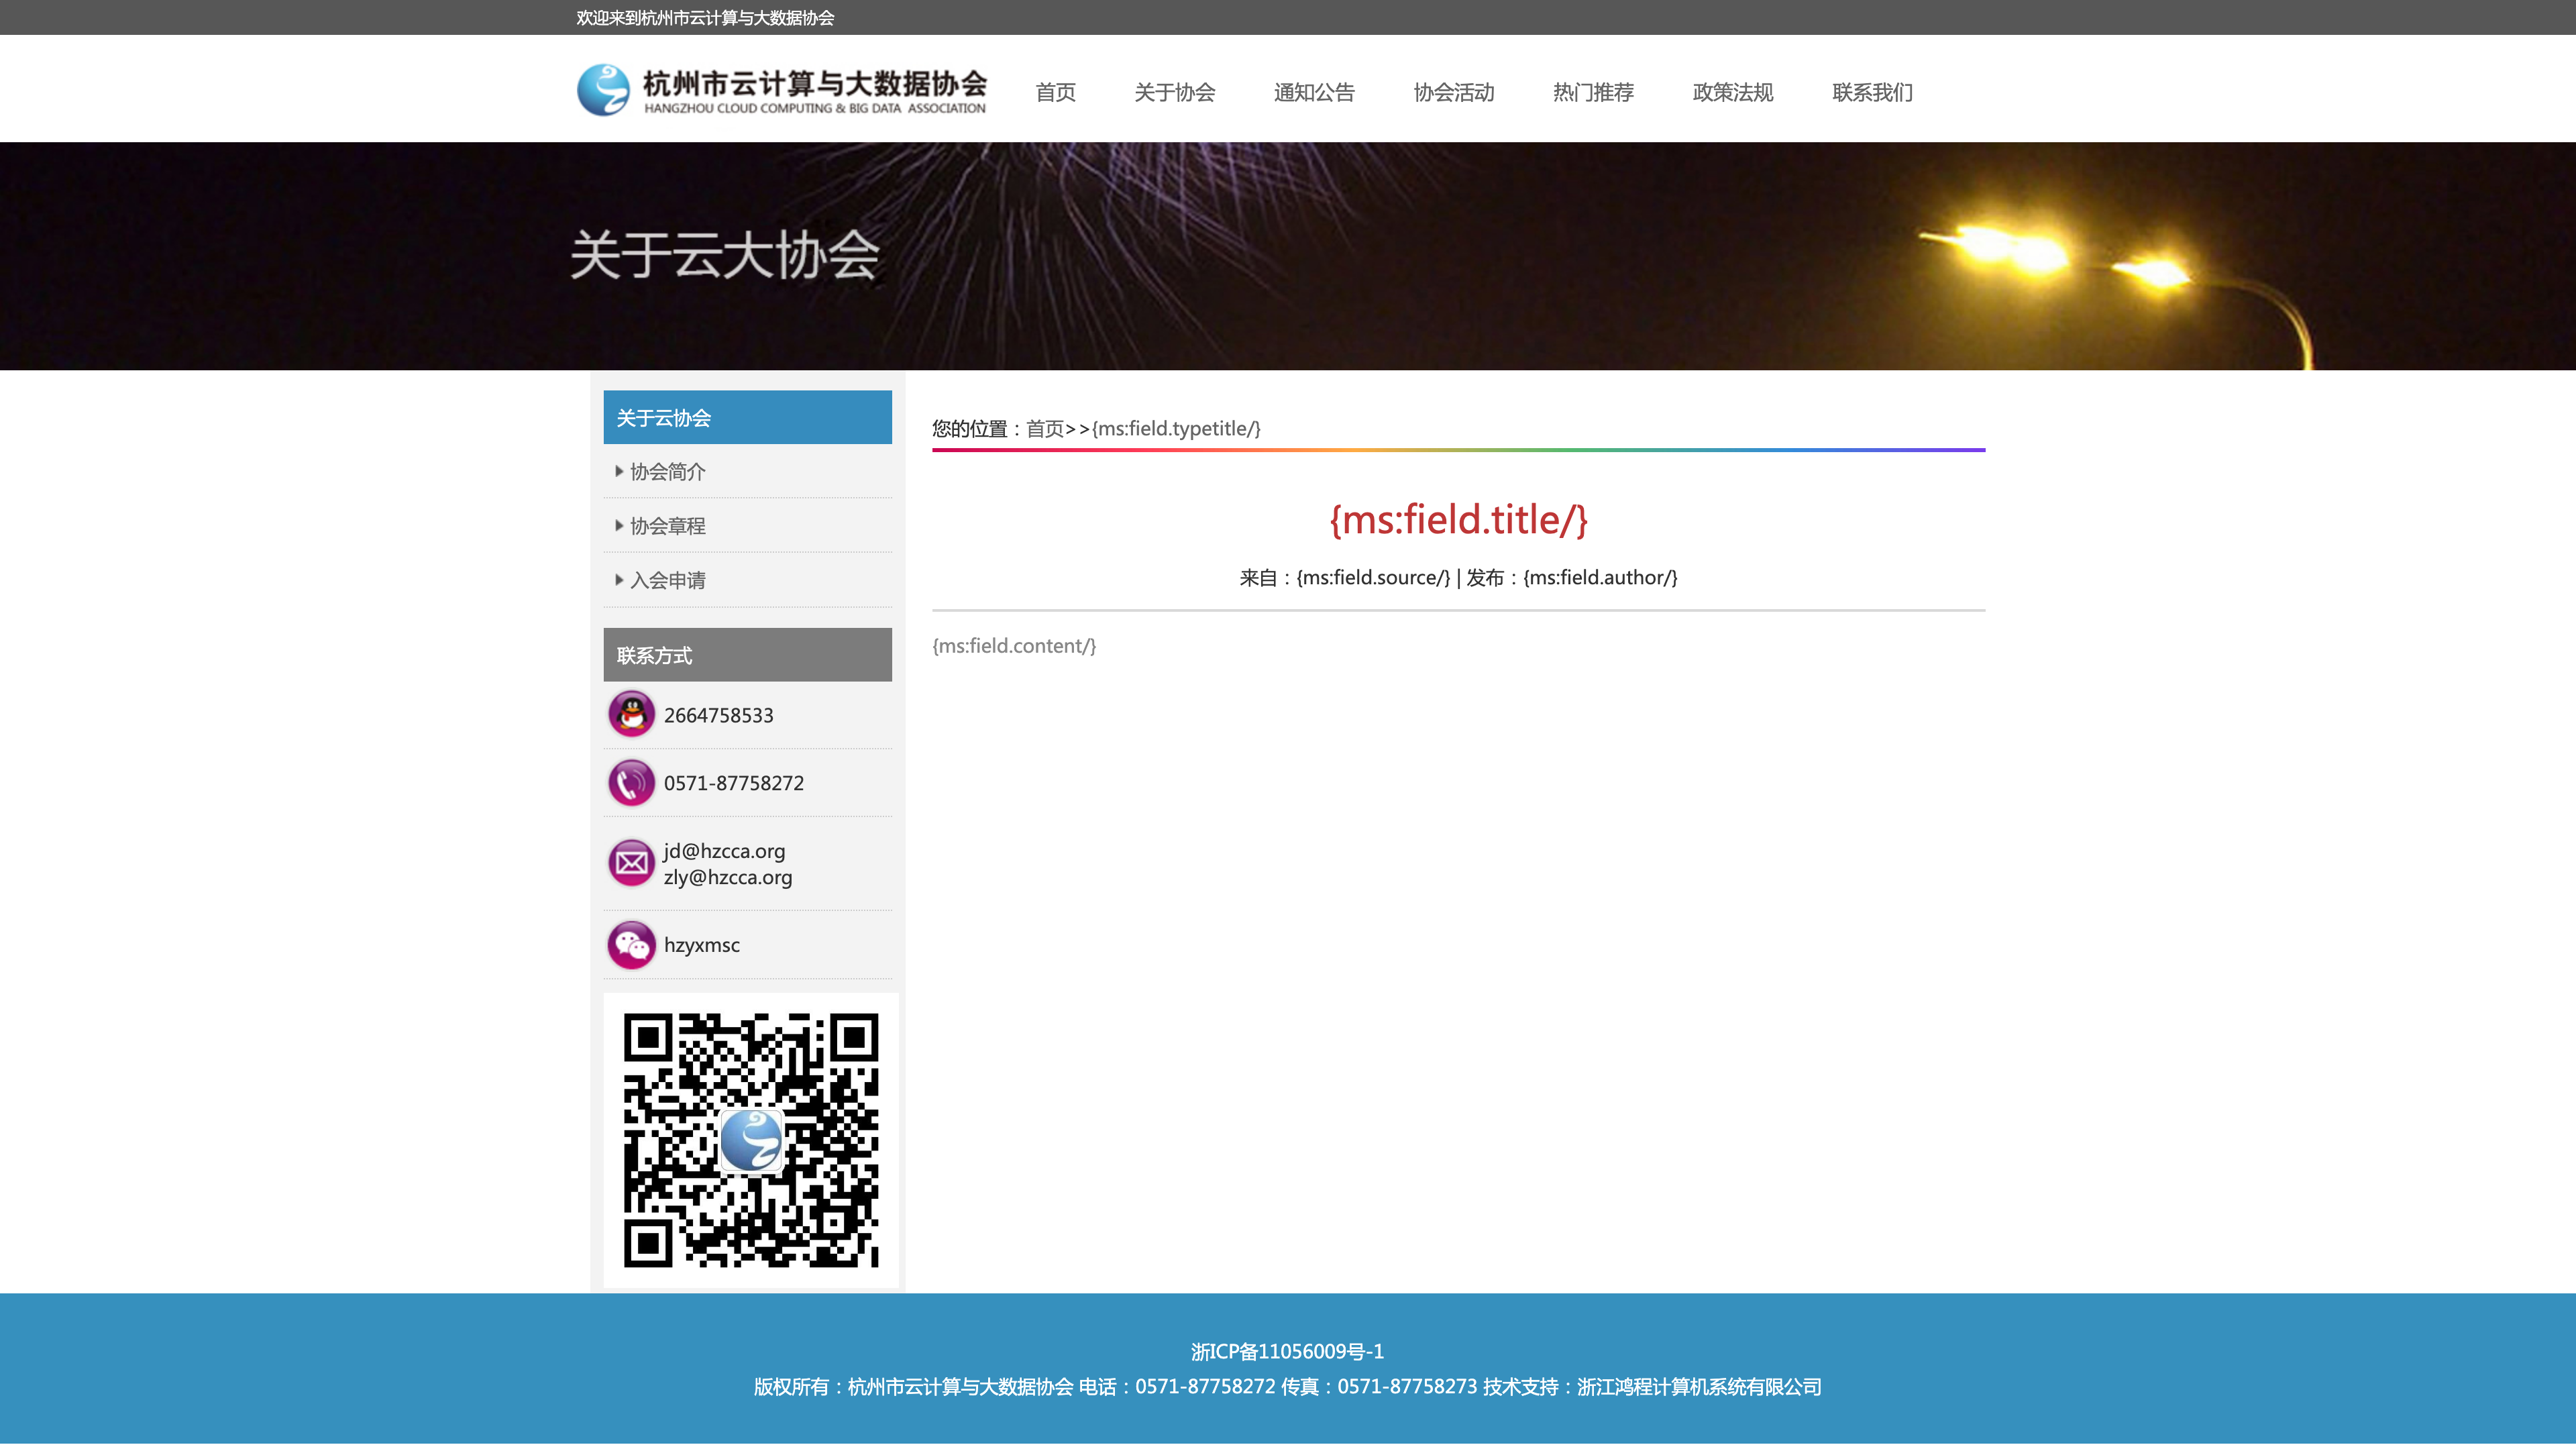 欢迎来到杭州市云计算与大数据协会
杭州市云计算与大数据协会
HANGZHOU CLOUD COMPUTING & BIG DATA ASSOCIATION
首页 关于协会 通知公告 协会活动 热门推荐 政策法规 联系我们
关于云大协会
关于云协会
协会简介
协会章程
入会申请
联系方式
2664758533
0571-87758272
jd@hzcca.org
zly@hzcca.org
hzyxmsc
您的位置：首页>>{ms:field.typetitle/}
{ms:field.title/}
来自：{ms:field.source/} | 发布：{ms:field.author/}
{ms:field.content/}
浙ICP备11056009号-1
版权所有：杭州市云计算与大数据协会 电话：0571-87758272 传真：0571-87758273 技术支持：浙江鸿程计算机系统有限公司